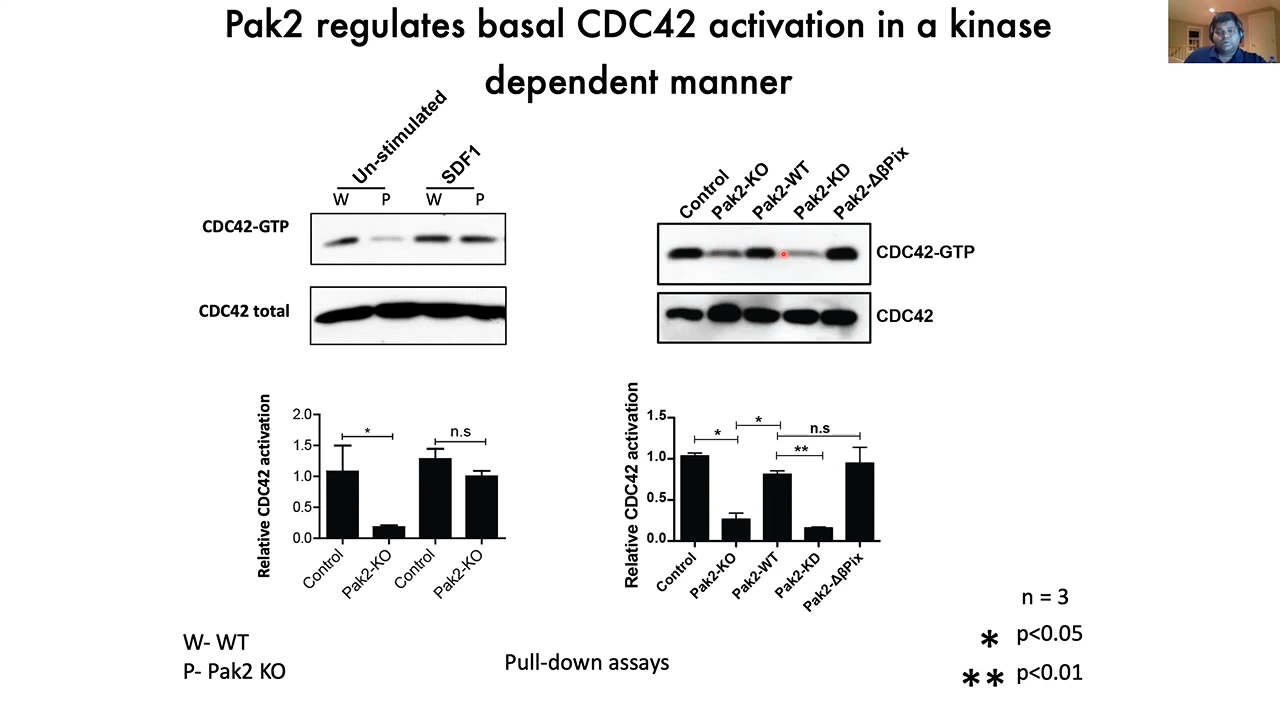 Pak2 regulates basal CDC42 activation in a kinase
dependent manner
Un-stimulated
SDF1
W P W P
CDC42-GTP
CDC42 total
Control
Pak2-KO
Pak2-WT
Pak2-KD
Pak2-ΔβPix
CDC42-GTP
CDC42
Relative CDC42 activation
2.0
1.5
1.0
0.5
0.0
*
n.s
Control
Pak2-KO
Control
Pak2-KO
Relative CDC42 activation
1.5
1.0
0.5
0.0
*
*
n.s
**
Control
Pak2-KO
Pak2-WT
Pak2-KD
Pak2-ΔβPix
W- WT
P- Pak2 KO
Pull-down assays
n = 3
* p<0.05
** p<0.01